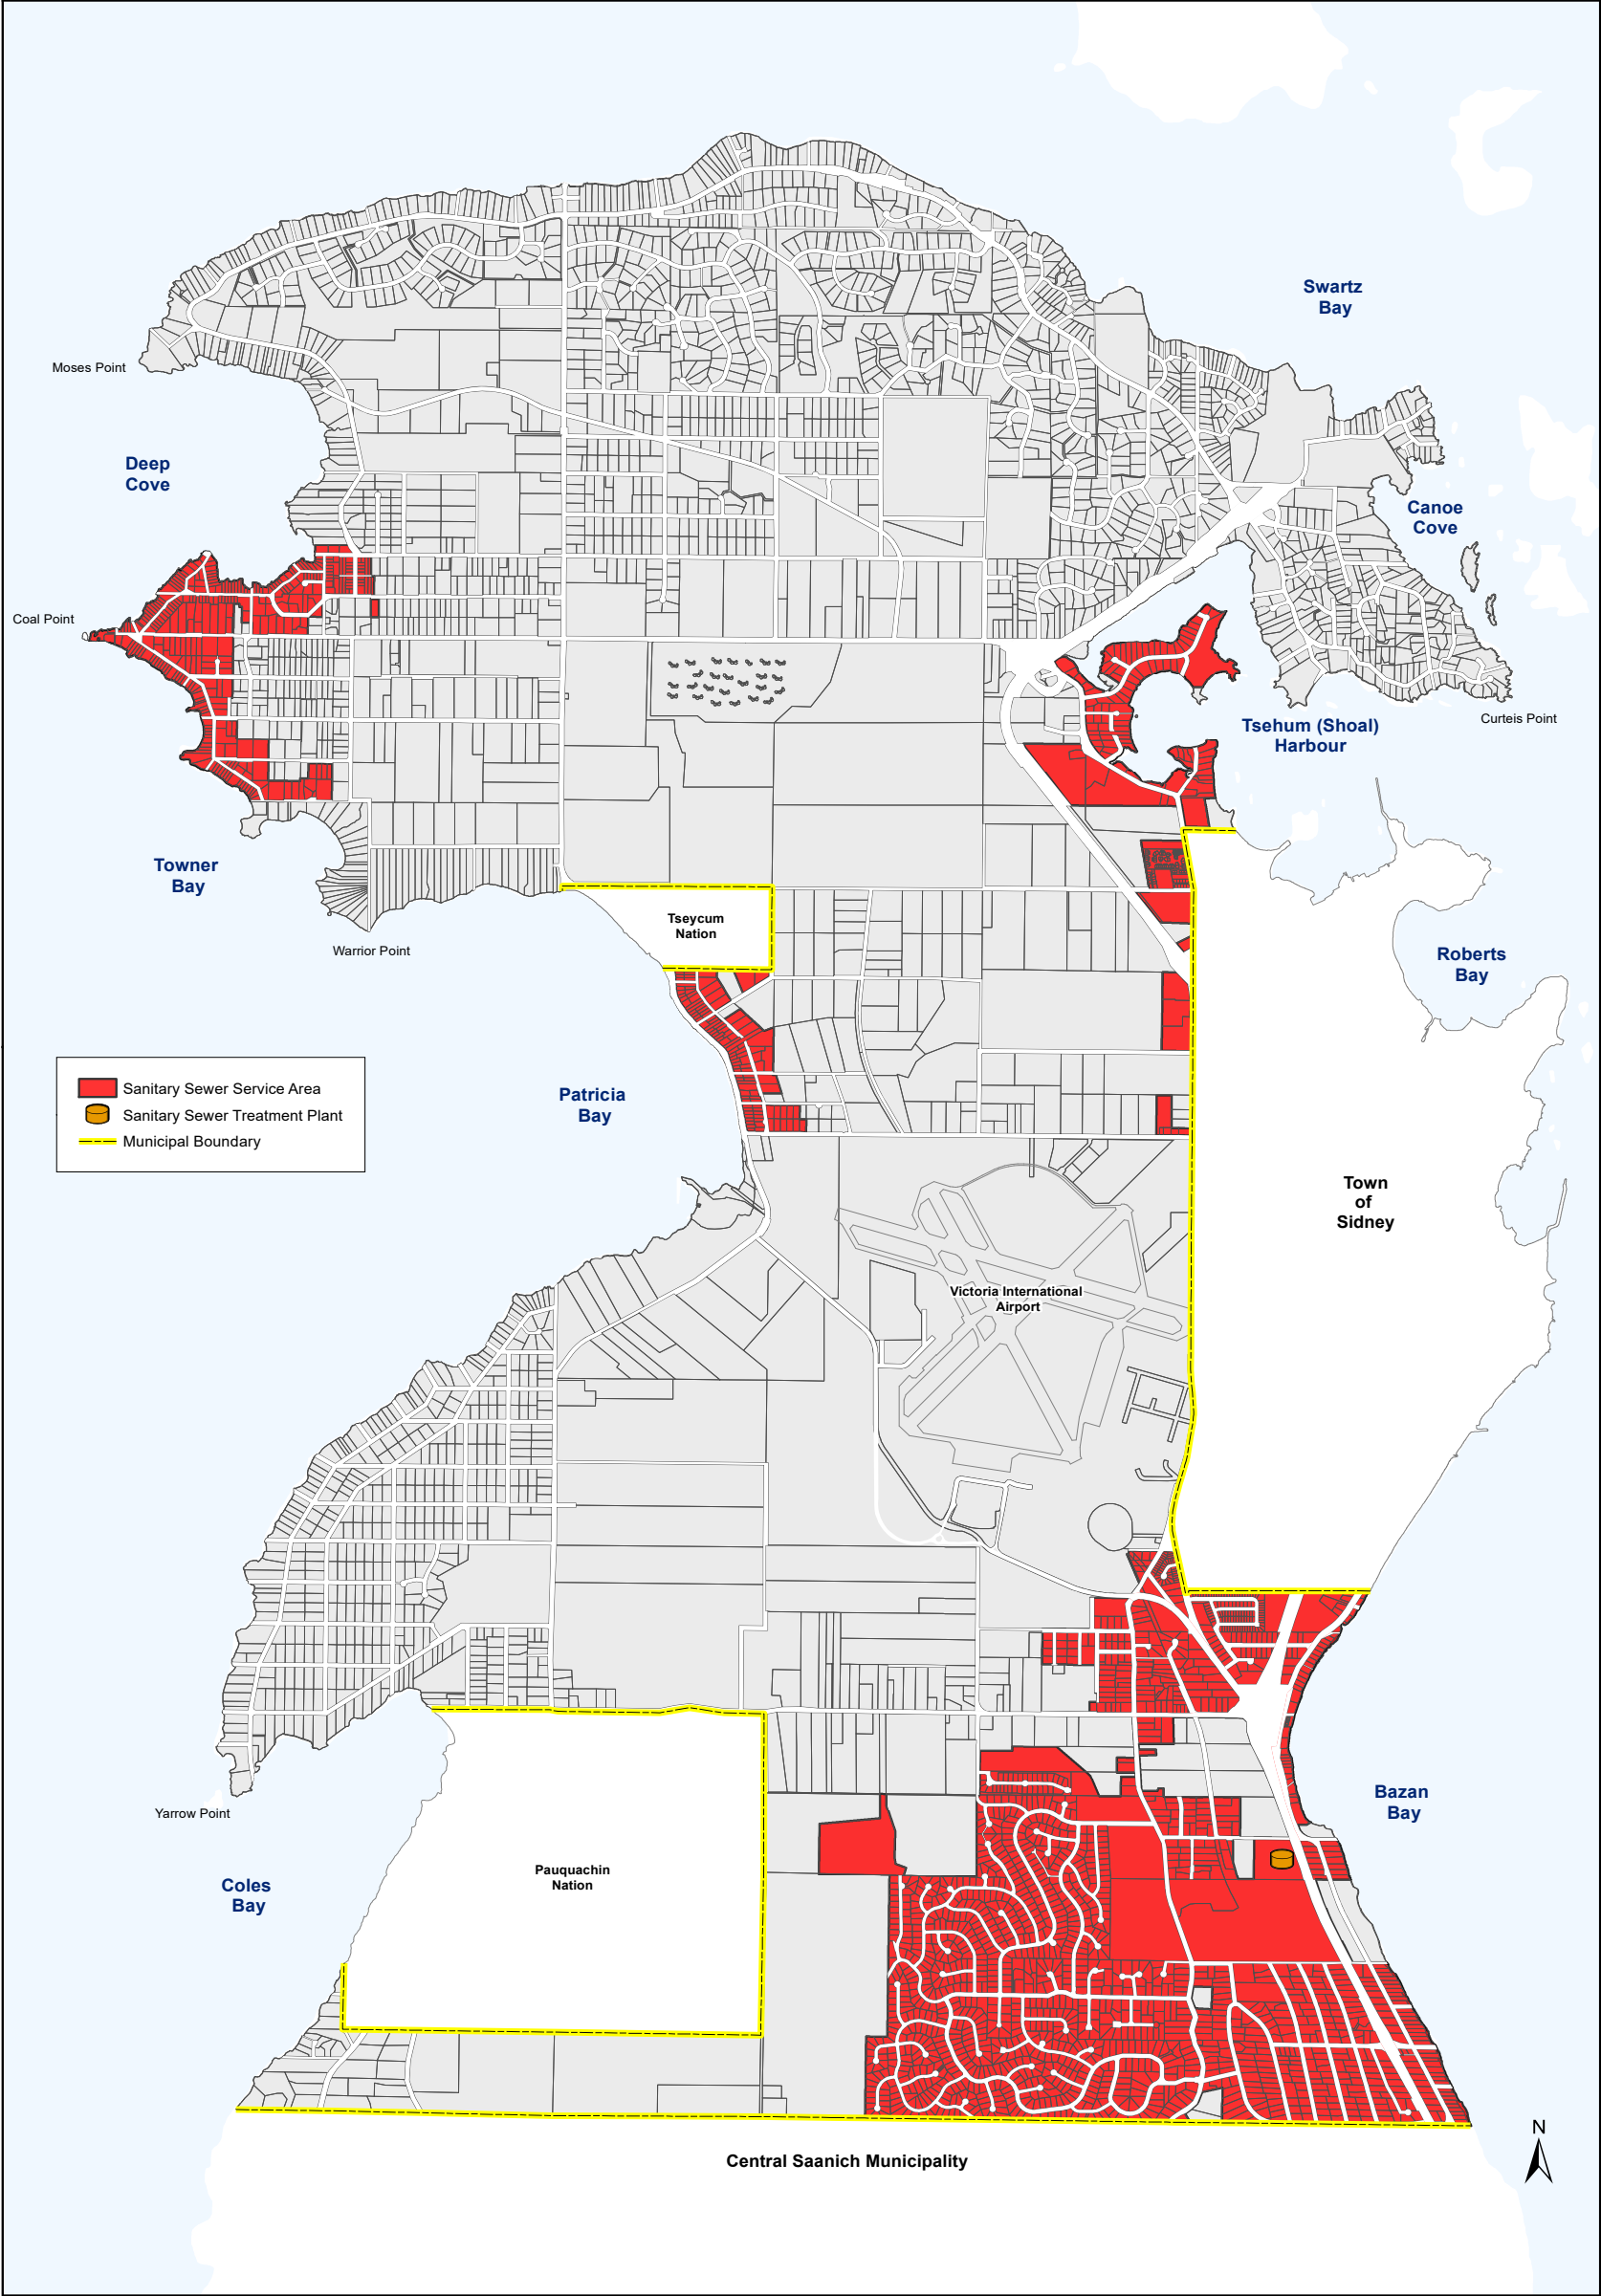 Swartz
Bay
Moses Point
Deep
Cove
Canoe
Cove
Coal Point
Curteis Point
Tsehum (Shoal)
Harbour
Towner
Bay
Tseycum
Nation
Warrior Point
Roberts
Bay
Sanitary Sewer Service Area
Sanitary Sewer Treatment Plant
Municipal Boundary
Patricia
Bay
Town
of
Sidney
Victoria International
Airport
Bazan
Bay
Yarrow Point
Pauquachin
Nation
Coles
Bay
N
Central Saanich Municipality